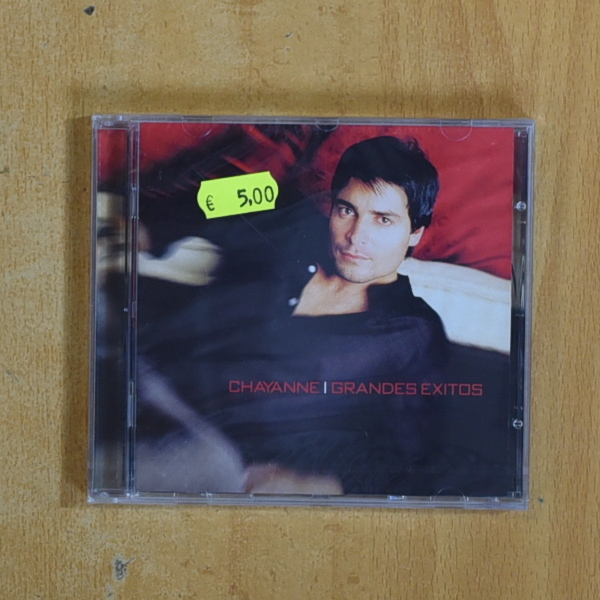 € 5,00
CHAYANNE | GRANDES EXITOS